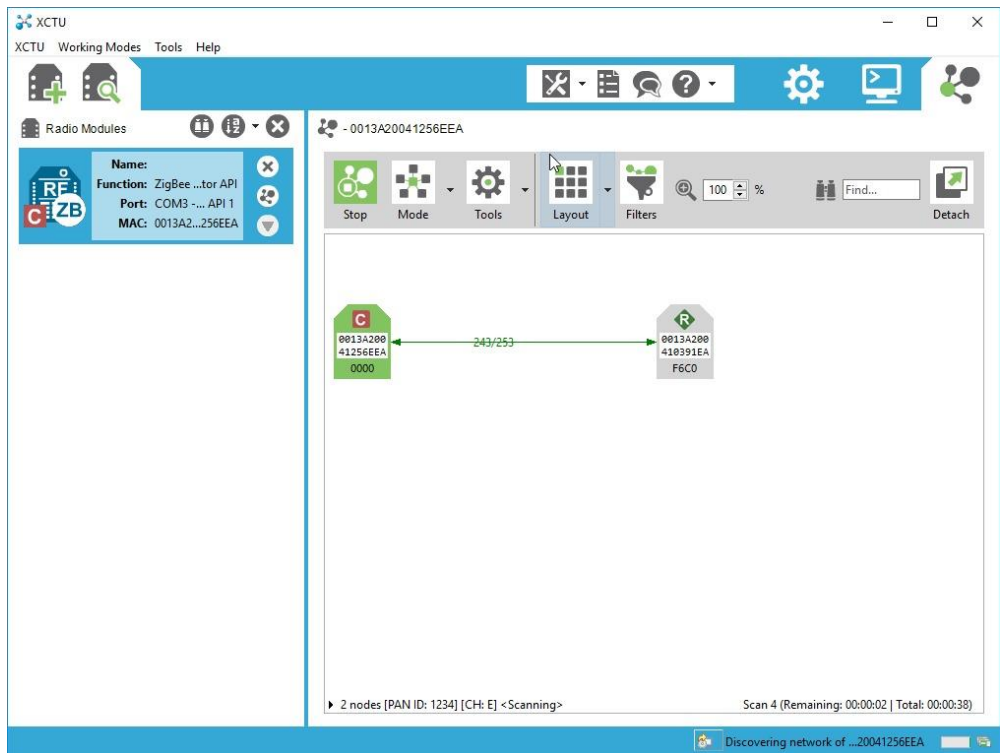 XCTU
XCTU Working Modes Tools Help
Radio Modules
- 0013A20041256EEA
Name:
Function: ZigBee ...tor API
Port: COM3 -... API 1
MAC: 0013A2...256EEA
RF
C ZB
Stop Mode Tools Layout Filters 100 % Find... Detach
C
0013A200
41256EEA
0000
243/253
R
0013A200
410391EA
F6C0
2 nodes [PAN ID: 1234] [CH: E] <Scanning> Scan 4 (Remaining: 00:00:02 | Total: 00:00:38)
Discovering network of ...20041256EEA